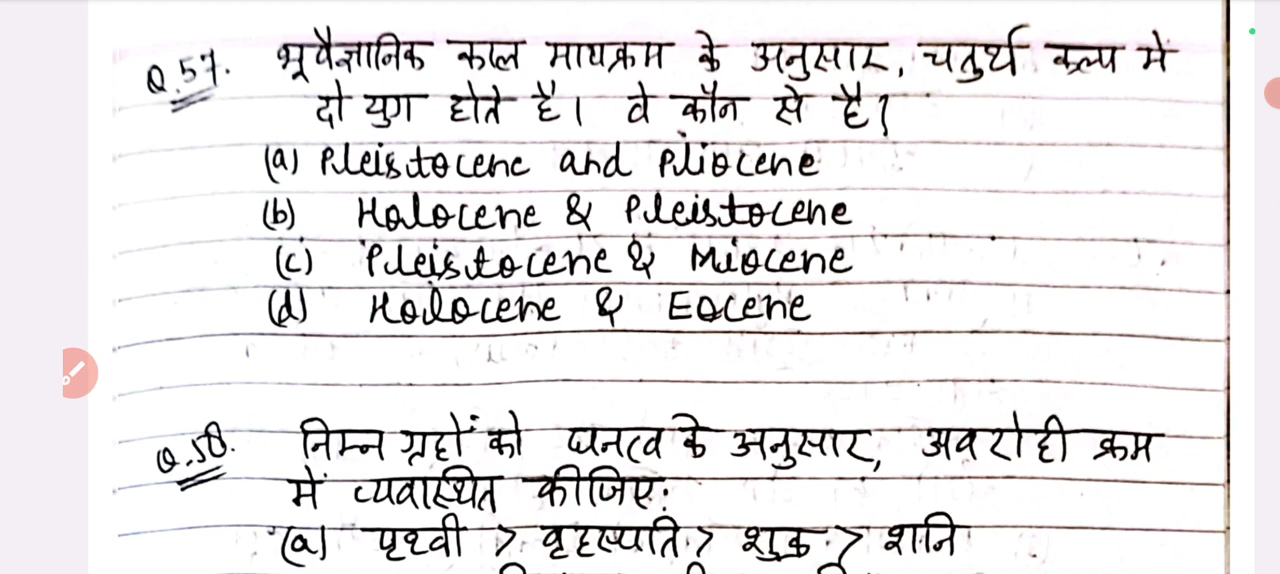 Q.57. भूवैज्ञानिक काल मापक्रम के अनुसार, चतुर्थ कल्प में
दो युग होते है। वे कौन से है?
(a) Pleistocene and Pliocene
(b) Holocene & Pleistocene
(c) Pleistocene & Miocene
(d) Holocene & Eocene
Q.58. निम्न ग्रहों को घनत्व के अनुसार, अवरोही क्रम
में व्यवास्थित कीजिए:
(a) पृथ्वी > वृहस्पति > शुक्र > शनि